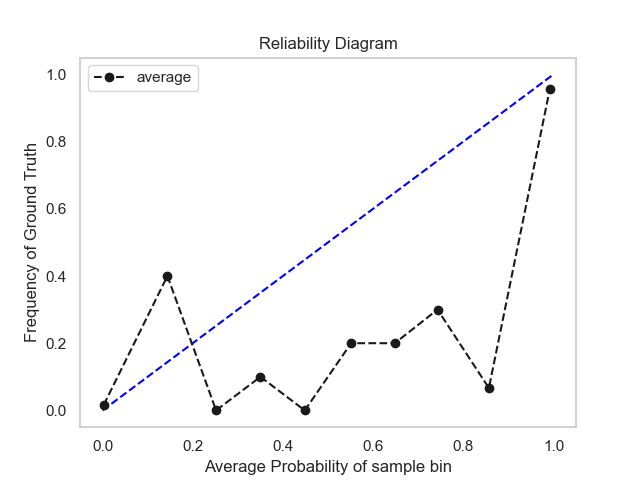 Reliability Diagram
average
Frequency of Ground Truth
1.0
0.8
0.6
0.4
0.2
0.0
0.0 0.2 0.4 0.6 0.8 1.0
Average Probability of sample bin